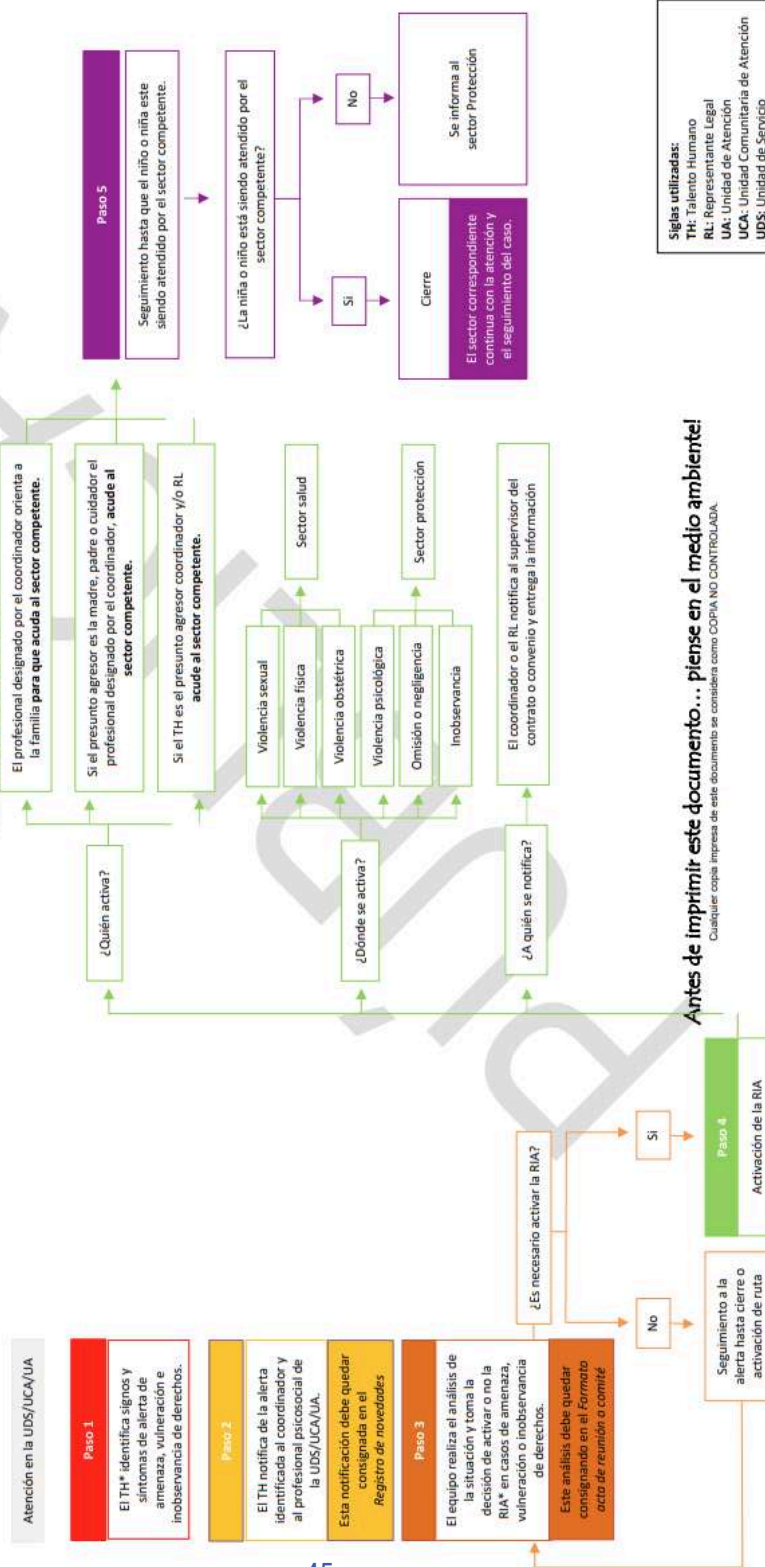 Atención en la UDS/UCA/UA
Paso 1
El TH* identifica signos y
síntomas de alerta de
amenaza, vulneración e
inobservancia de derechos.
Paso 2
El TH notifica de la alerta
identificada al coordinador y
al profesional psicosocial de
la UDS/UCA/UA.
Esta notificación debe quedar
consignada en el
Registro de novedades
Paso 3
El equipo realiza el análisis de
la situación y toma la
decisión de activar o no la
RIA* en casos de amenaza,
vulneración o inobservancia
de derechos.
Este análisis debe quedar
consignando en el Formato
acta de reunión o comité
¿Es necesario activar la RIA?
No
Si
Seguimiento a la
alerta hasta cierre o
activación de ruta
Paso 4
Activación de la RIA
¿Quién activa?
El profesional designado por el coordinador orienta a
la familia para que acuda al sector competente.
Si el presunto agresor es la madre, padre o cuidador el
profesional designado por el coordinador, acude al
sector competente.
Si el TH es el presunto agresor coordinador y/o RL
acude al sector competente.
¿Dónde se activa?
Violencia sexual
Violencia física
Violencia obstétrica
Sector salud
Violencia psicológica
Omisión o negligencia
Inobservancia
Sector protección
¿A quién se notifica?
El coordinador o el RL notifica al supervisor del
contrato o convenio y entrega la información
Paso 5
Seguimiento hasta que el niño o niña este
siendo atendido por el sector competente.
¿La niña o niño está siendo atendido por el
sector competente?
Si
No
Cierre
El sector correspondiente
continua con la atención y
el seguimiento del caso.
Se informa al
sector Protección
Antes de imprimir este documento… piense en el medio ambiente!
Cualquier copia impresa de este documento se considera como COPIA NO CONTROLADA.
Siglas utilizadas:
TH: Talento Humano
RL: Representante Legal
UA: Unidad de Atención
UCA: Unidad Comunitaria de Atención
UDS: Unidad de Servicio
45